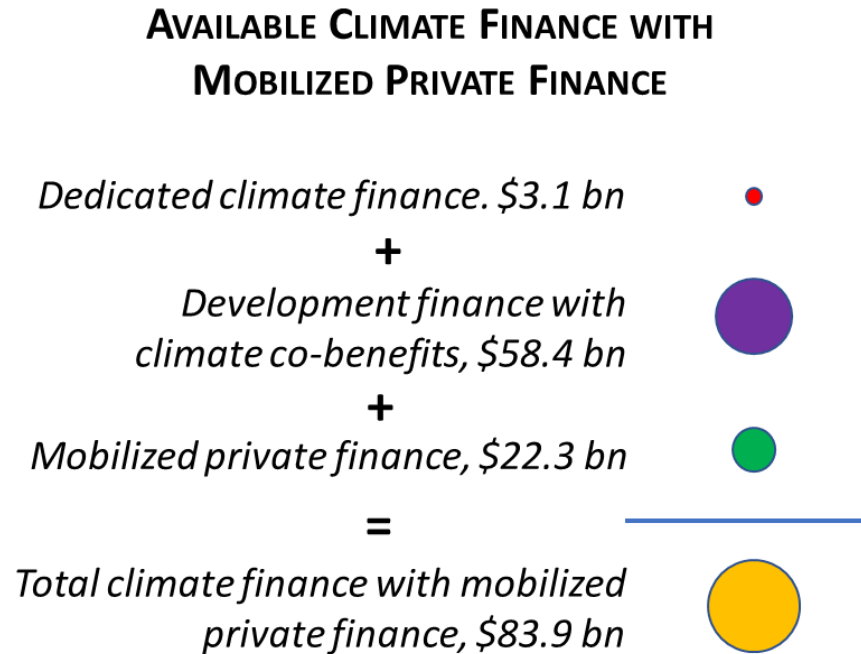 AVAILABLE CLIMATE FINANCE WITH
MOBILIZED PRIVATE FINANCE
Dedicated climate finance. $3.1 bn
+
Development finance with
climate co-benefits, $58.4 bn
+
Mobilized private finance, $22.3 bn
=
Total climate finance with mobilized
private finance, $83.9 bn